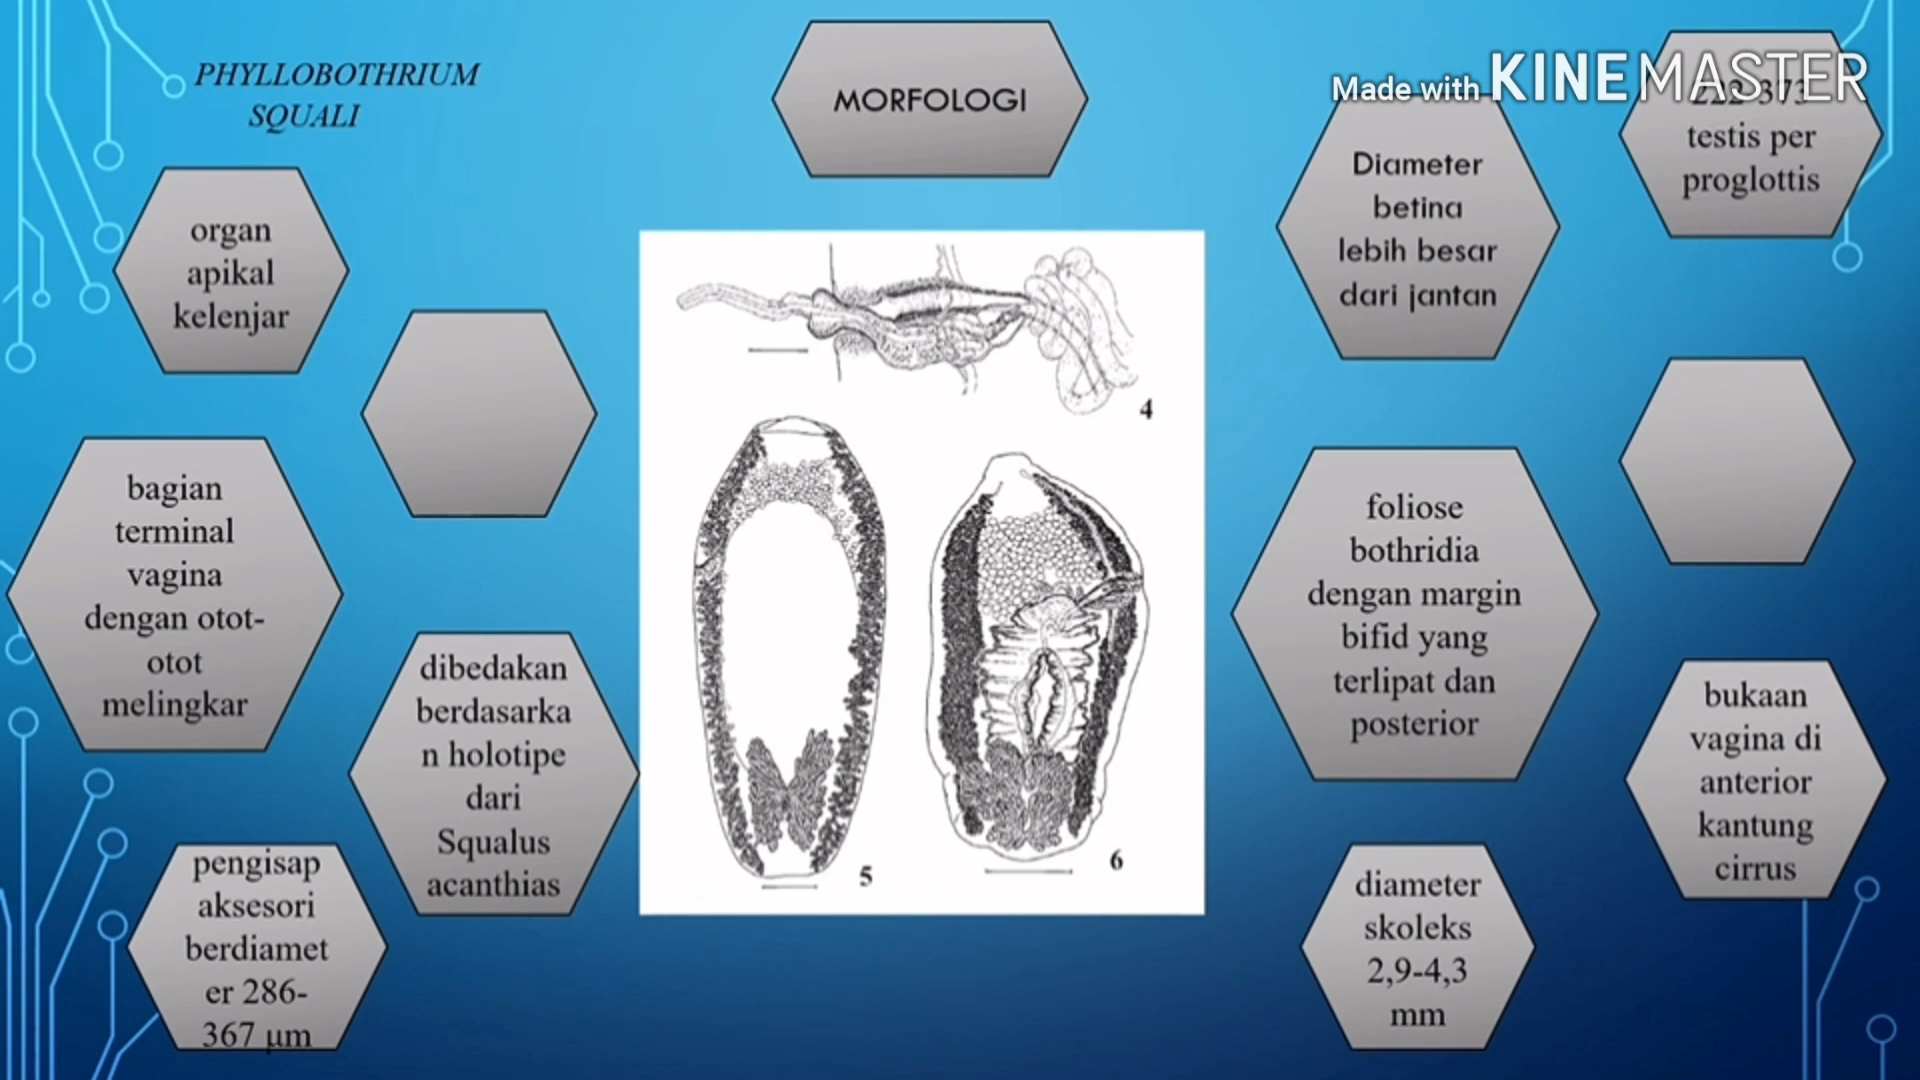 PHYLLOBOTHRIUM
SQUALI
MORFOLOGI
Made with KINEMASTER
222-373
testis per
proglottis
Diameter
betina
lebih besar
dari jantan
organ
apikal
kelenjar
4
bagian
terminal
vagina
dengan otot-
otot
melingkar
foliose
bothridia
dengan margin
bifid yang
terlipat dan
posterior
dibedakan
berdasarka
n holotipe
dari
Squalus
acanthias
bukaan
vagina di
anterior
kantung
cirrus
5
6
pengisap
aksesori
berdiamet
er 286-
367 μm
diameter
skoleks
2,9-4,3
mm